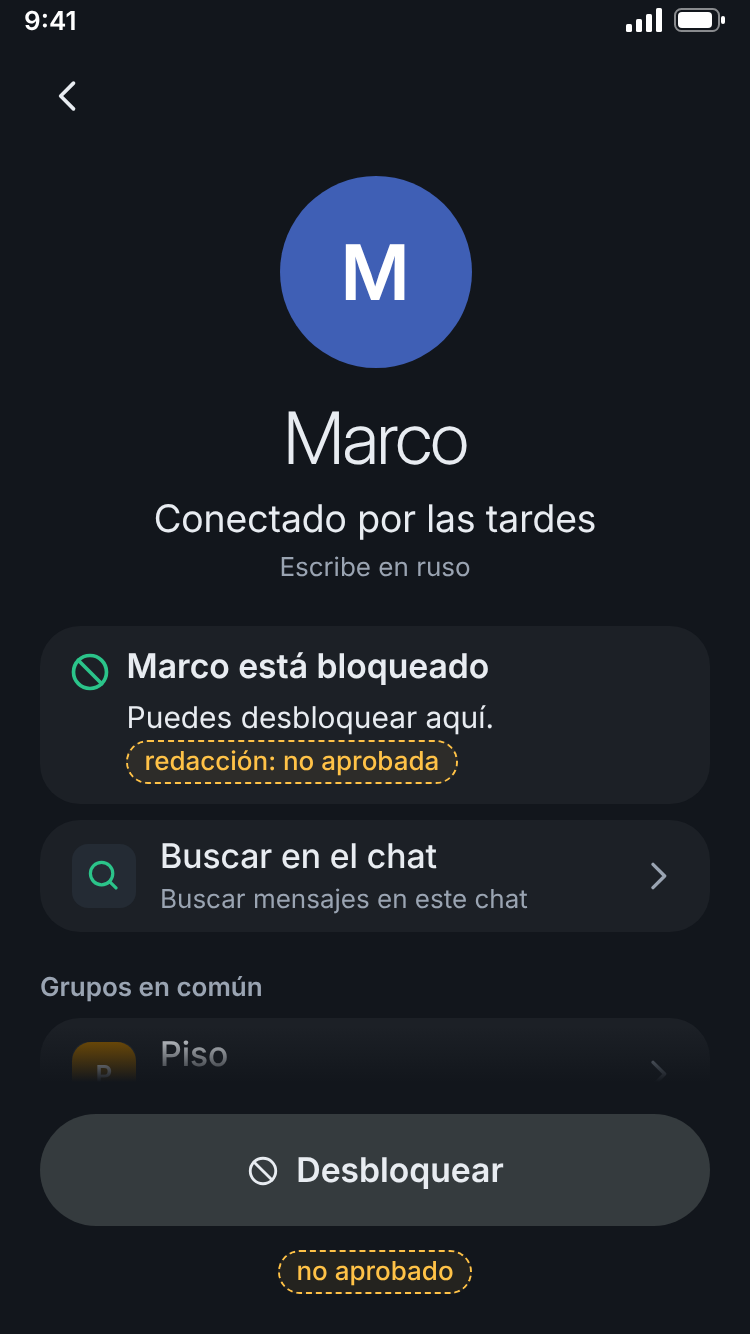 9:41
M
Marco
Conectado por las tardes
Escribe en ruso
Marco está bloqueado
Puedes desbloquear aquí.
redacción: no aprobada
Buscar en el chat
Buscar mensajes en este chat
Grupos en común
Piso
P
Desbloquear
no aprobado